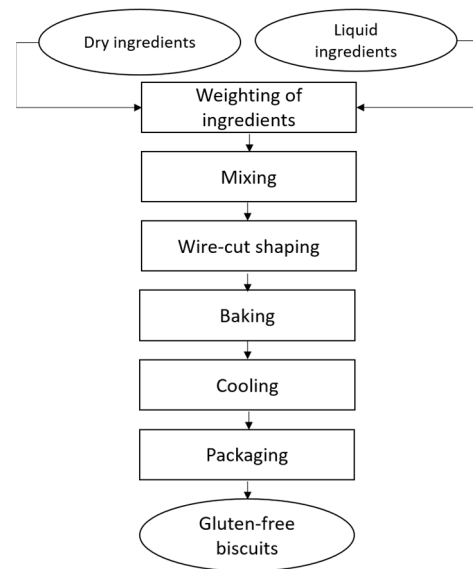 Dry ingredients
Liquid
ingredients
Weighting of
ingredients
Mixing
Wire-cut shaping
Baking
Cooling
Packaging
Gluten-free
biscuits